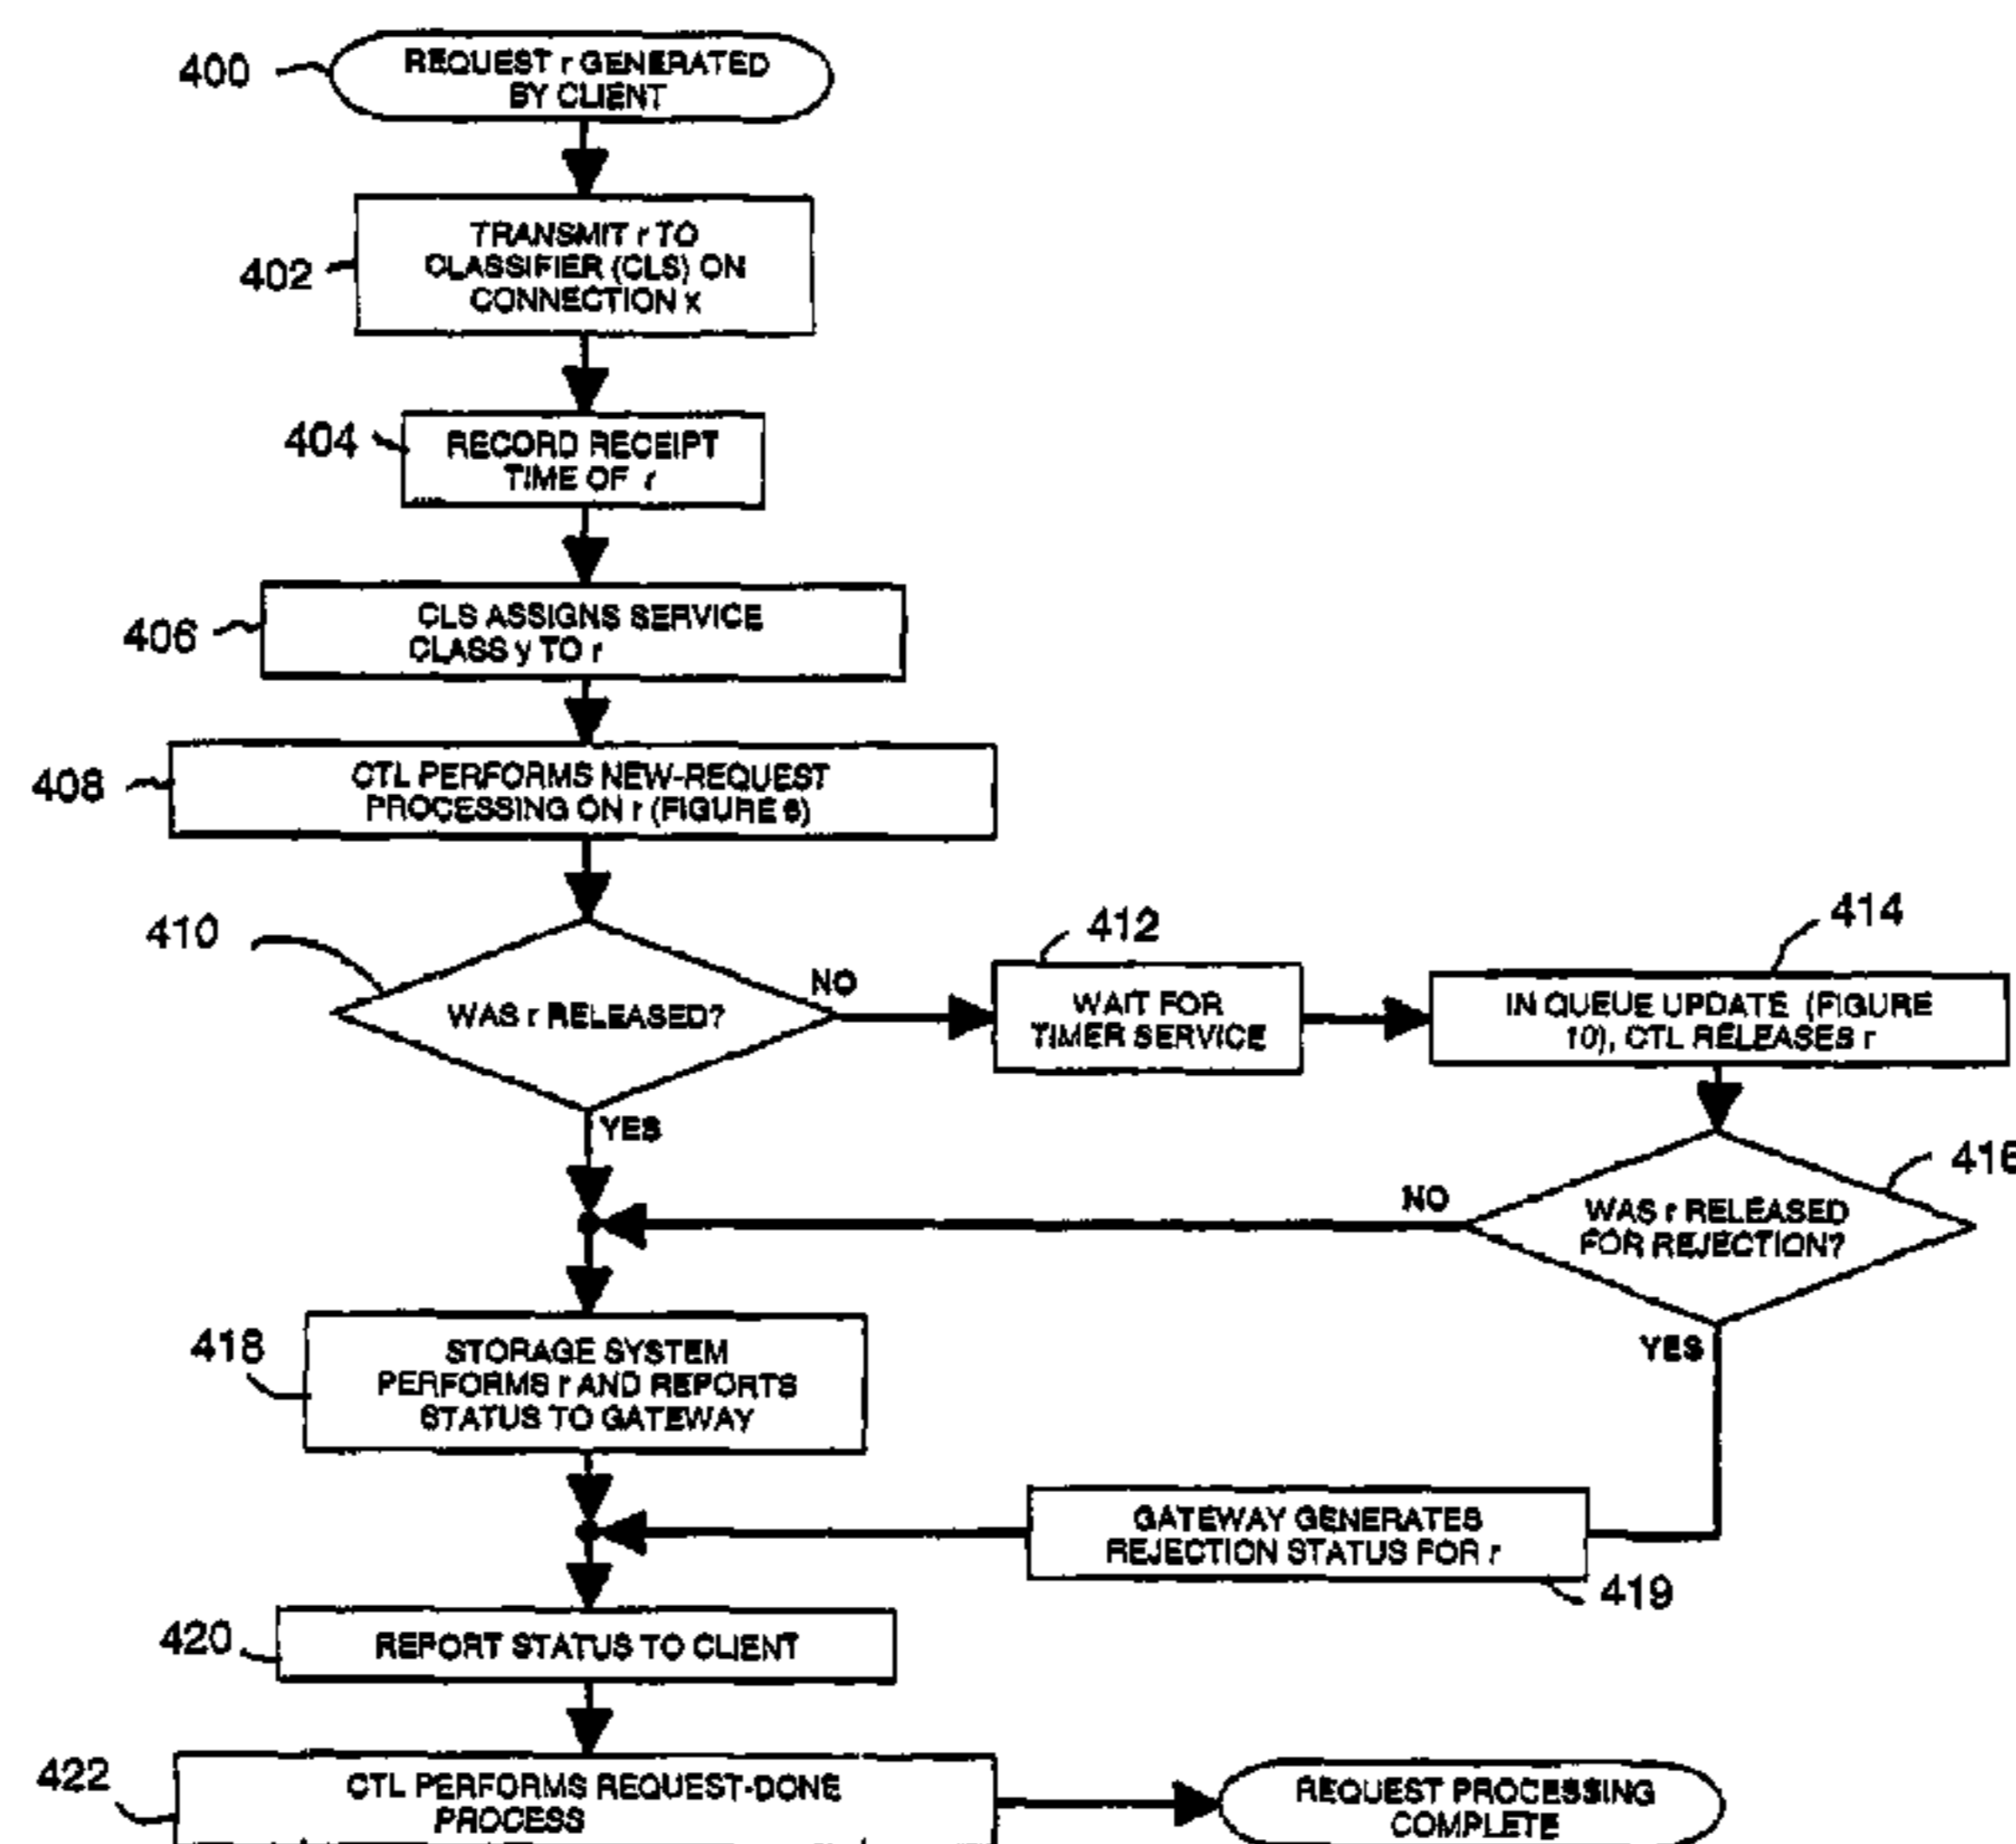 400
REQUEST r GENERATED
BY CLIENT
402
TRANSMIT r TO
CLASSIFIER (CLS) ON
CONNECTION x
404
RECORD RECEIPT
TIME OF r
406
CLS ASSIGNS SERVICE
CLASS y TO r
408
CTL PERFORMS NEW-REQUEST
PROCESSING ON r (FIGURE 6)
410
WAS r RELEASED?
NO
YES
412
WAIT FOR
TIMER SERVICE
414
IN QUEUE UPDATE (FIGURE
10), CTL RELEASES r
416
WAS r RELEASED
FOR REJECTION?
NO
YES
418
STORAGE SYSTEM
PERFORMS r AND REPORTS
STATUS TO GATEWAY
GATEWAY GENERATES
REJECTION STATUS FOR r
419
420
REPORT STATUS TO CLIENT
422
CTL PERFORMS REQUEST-DONE
PROCESS
REQUEST PROCESSING
COMPLETE